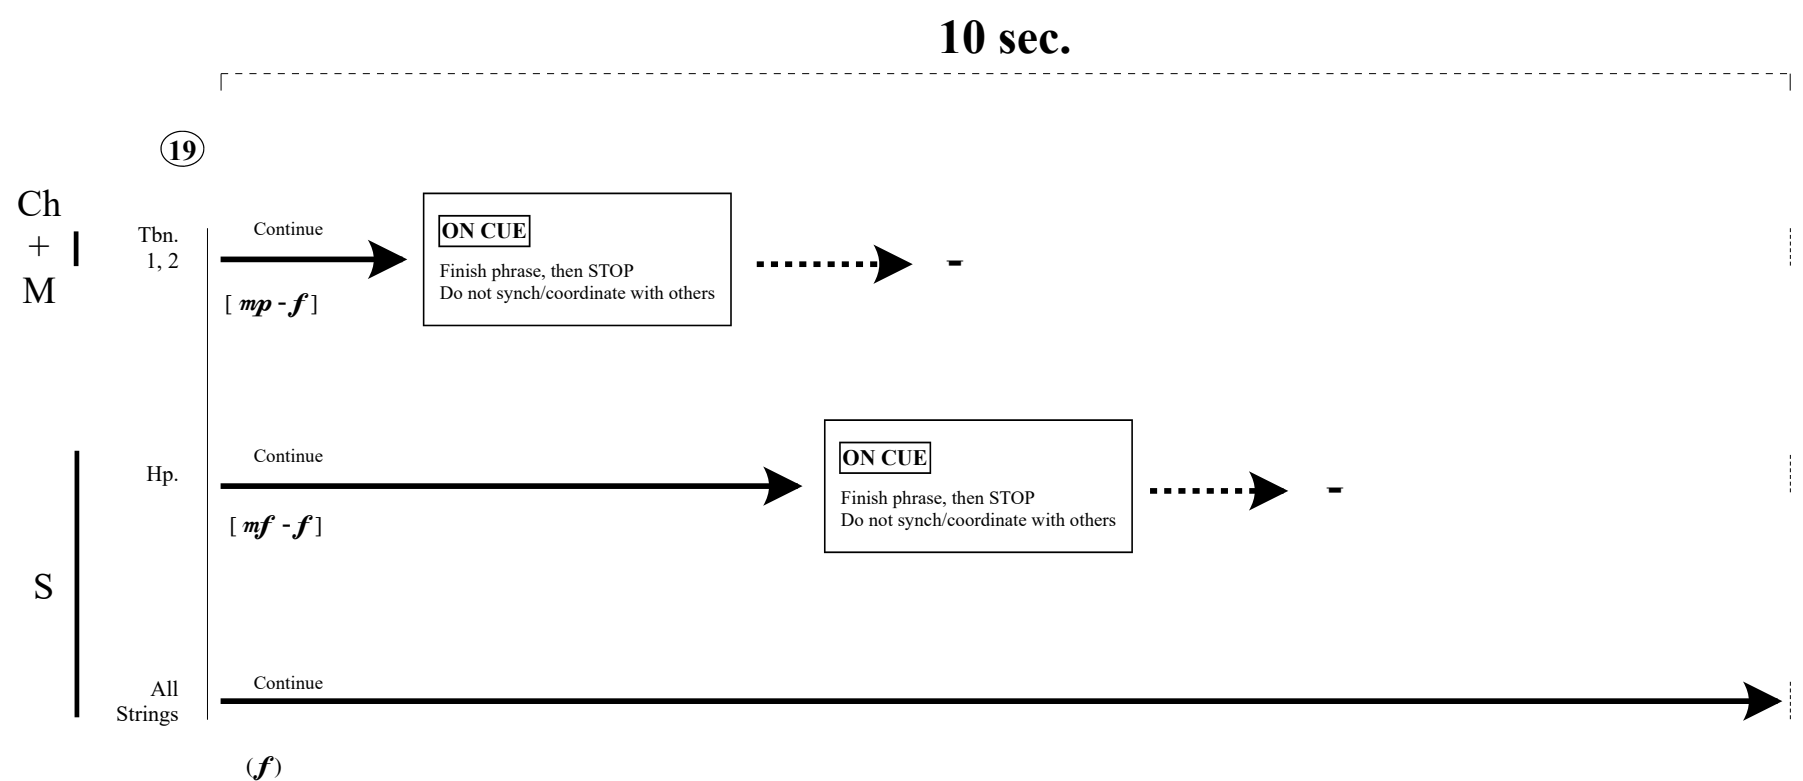 10 sec.
19
Ch
+
M
Tbn.
1, 2
Continue
[ mp - f ]
ON CUE
Finish phrase, then STOP
Do not synch/coordinate with others
S
Hp.
Continue
[ mf - f ]
ON CUE
Finish phrase, then STOP
Do not synch/coordinate with others
All
Strings
Continue
(f)